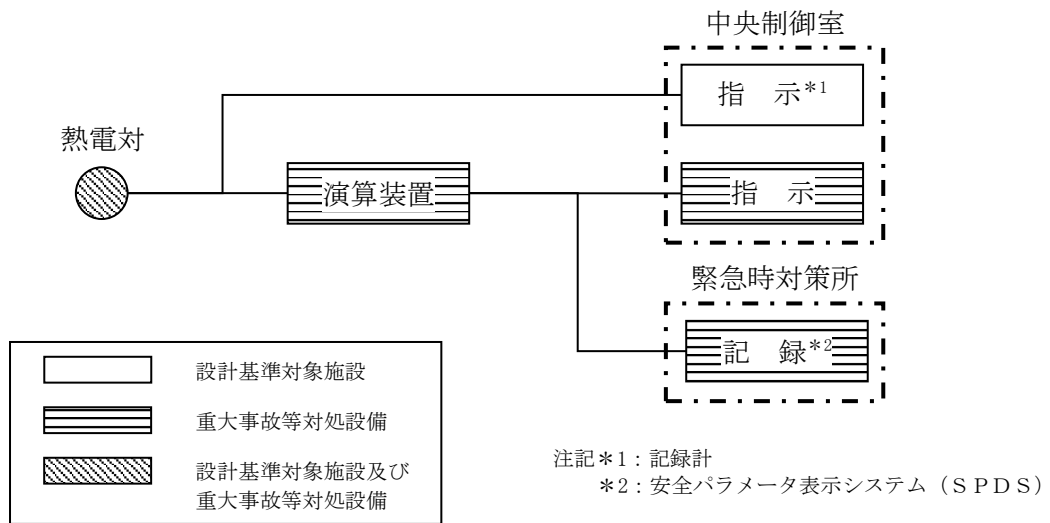 中央制御室
指　示*1
熱電対
演算装置
指　示
緊急時対策所
記　録*2
設計基準対象施設
重大事故等対処設備
設計基準対象施設及び
重大事故等対処設備
注記＊1：記録計
＊2：安全パラメータ表示システム（ＳＰＤＳ）